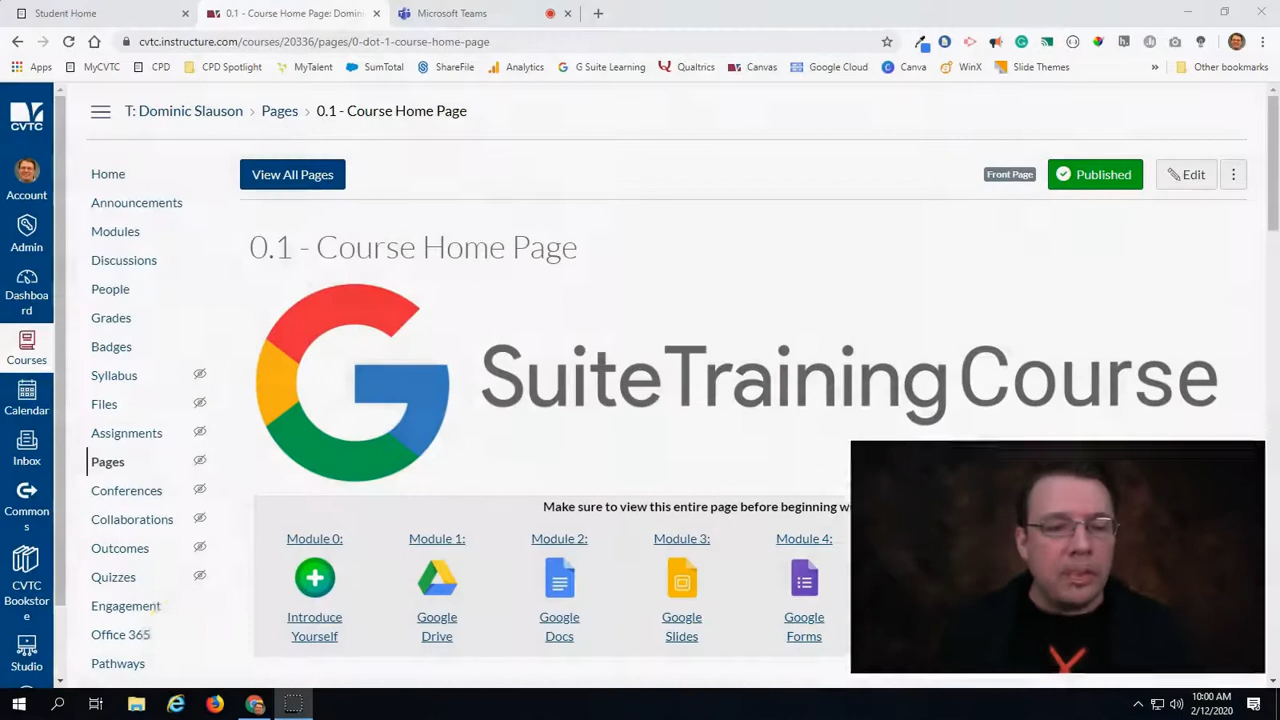 Student Home
0.1 - Course Home Page: Domin
Microsoft Teams
cvtc.instructure.com/courses/20336/pages/0-dot-1-course-home-page
Apps
MyCVTC
CPD
CPD Spotlight
MyTalent
SumTotal
ShareFile
Analytics
G Suite Learning
Qualtrics
Canvas
Google Cloud
Canva
WinX
Slide Themes
»
Other bookmarks
CVTC
Account
Admin
Dashboa
rd
Courses
Calendar
Inbox
Common
s
CVTC
Bookstor
e
Studio
T: Dominic Slauson > Pages > 0.1 - Course Home Page
Home
Announcements
Modules
Discussions
People
Grades
Badges
Syllabus
Files
Assignments
Pages
Conferences
Collaborations
Outcomes
Quizzes
Engagement
Office 365
Pathways
View All Pages
Front Page
Published
Edit
0.1 - Course Home Page
G Suite Training Course
Make sure to view this entire page before beginning w
Module 0:
Introduce
Yourself
Module 1:
Google
Drive
Module 2:
Google
Docs
Module 3:
Google
Slides
Module 4:
Google
Forms
10:00 AM
2/12/2020